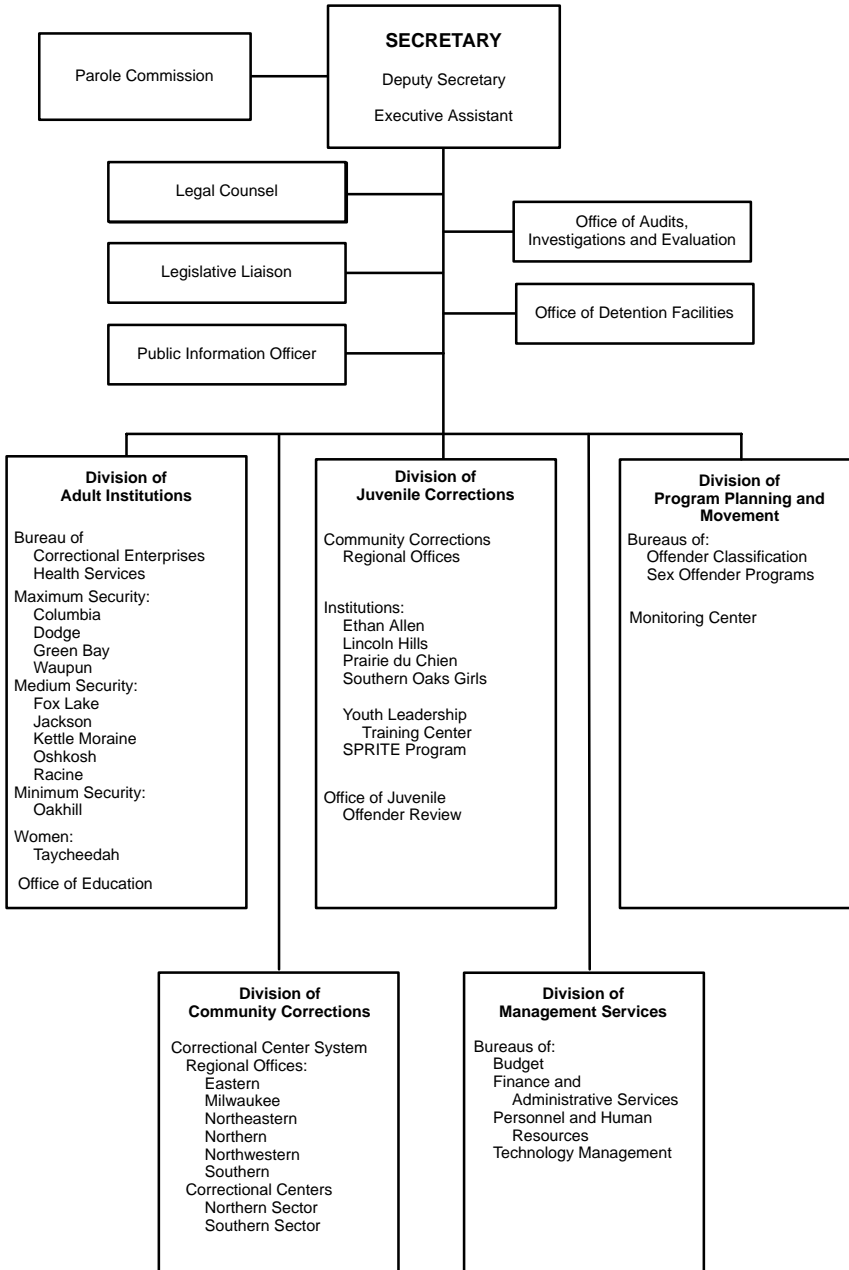 SECRETARY
Deputy Secretary
Executive Assistant
Parole Commission
Legal Counsel
Office of Audits,
Investigations and Evaluation
Legislative Liaison
Office of Detention Facilities
Public Information Officer
Division of
Adult Institutions
Bureau of
Correctional Enterprises
Health Services
Maximum Security:
Columbia
Dodge
Green Bay
Waupun
Medium Security:
Fox Lake
Jackson
Kettle Moraine
Oshkosh
Racine
Minimum Security:
Oakhill
Women:
Taycheedah
Office of Education
Division of
Juvenile Corrections
Community Corrections
Regional Offices
Institutions:
Ethan Allen
Lincoln Hills
Prairie du Chien
Southern Oaks Girls
Youth Leadership
Training Center
SPRITE Program
Office of Juvenile
Offender Review
Division of
Program Planning and
Movement
Bureaus of:
Offender Classification
Sex Offender Programs
Monitoring Center
Division of
Community Corrections
Correctional Center System
Regional Offices:
Eastern
Milwaukee
Northeastern
Northern
Northwestern
Southern
Correctional Centers
Northern Sector
Southern Sector
Division of
Management Services
Bureaus of:
Budget
Finance and
Administrative Services
Personnel and Human
Resources
Technology Management